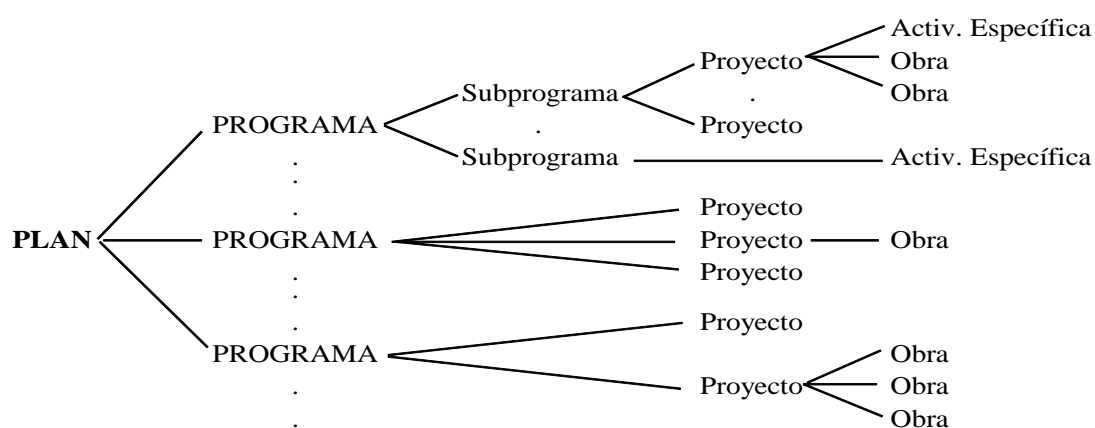 Activ. Específica
Proyecto Obra
Subprograma . Obra
PROGRAMA . Proyecto
. Subprograma Activ. Específica
.
. Proyecto
PLAN PROGRAMA Proyecto Obra
. Proyecto
.
. Proyecto
PROGRAMA Obra
. Proyecto Obra
. Obra